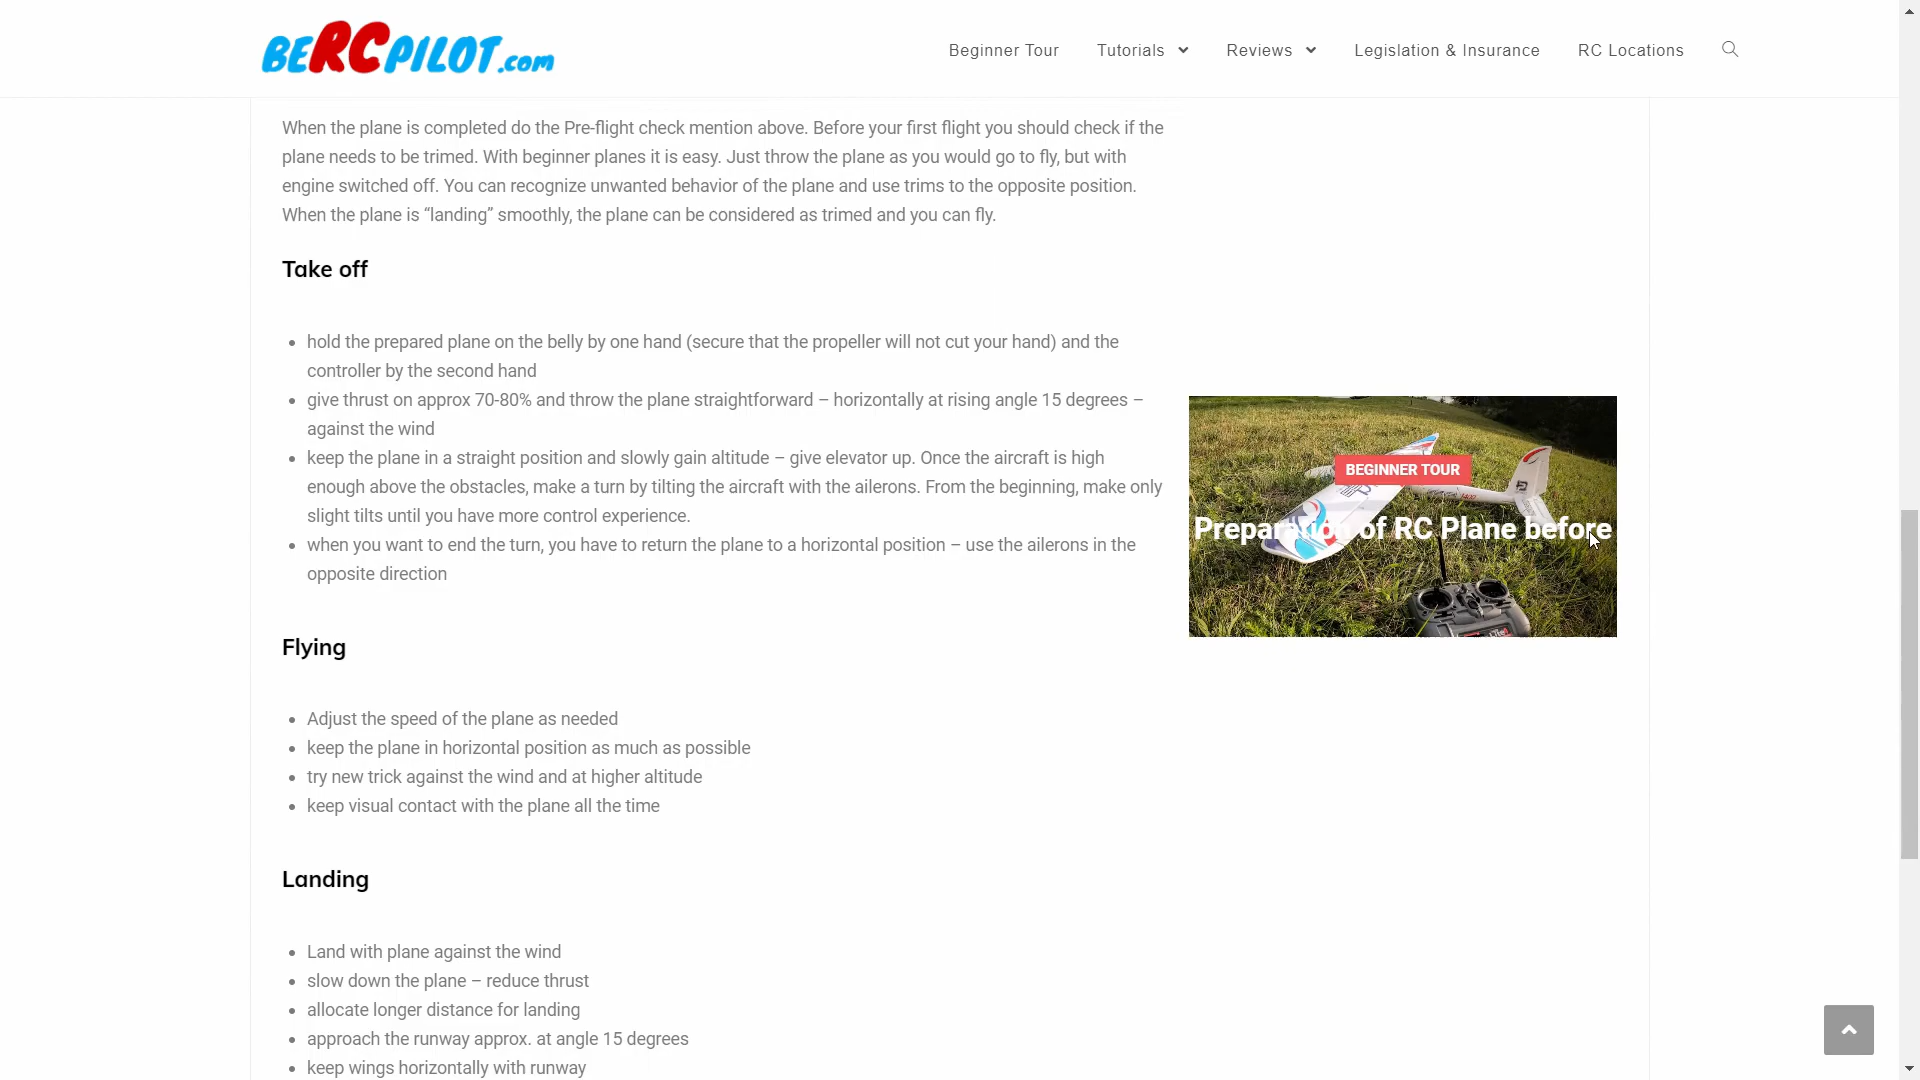 BERCPILOT.com
Beginner Tour Tutorials Reviews Legislation & Insurance RC Locations
When the plane is completed do the Pre-flight check mention above. Before your first flight you should check if the
plane needs to be trimed. With beginner planes it is easy. Just throw the plane as you would go to fly, but with
engine switched off. You can recognize unwanted behavior of the plane and use trims to the opposite position.
When the plane is “landing” smoothly, the plane can be considered as trimed and you can fly.
Take off
hold the prepared plane on the belly by one hand (secure that the propeller will not cut your hand) and the
controller by the second hand
give thrust on approx 70-80% and throw the plane straightforward – horizontally at rising angle 15 degrees –
against the wind
keep the plane in a straight position and slowly gain altitude – give elevator up. Once the aircraft is high
enough above the obstacles, make a turn by tilting the aircraft with the ailerons. From the beginning, make only
slight tilts until you have more control experience.
when you want to end the turn, you have to return the plane to a horizontal position – use the ailerons in the
opposite direction
BEGINNER TOUR
Preparation of RC Plane before
Flying
Adjust the speed of the plane as needed
keep the plane in horizontal position as much as possible
try new trick against the wind and at higher altitude
keep visual contact with the plane all the time
Landing
Land with plane against the wind
slow down the plane – reduce thrust
allocate longer distance for landing
approach the runway approx. at angle 15 degrees
keep wings horizontally with runway